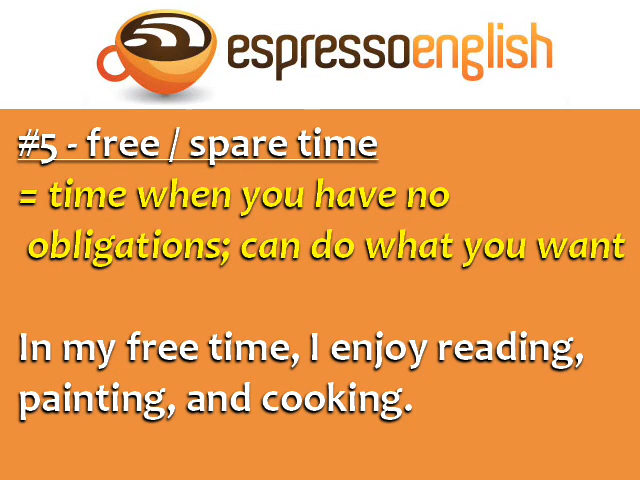 espressoenglish
#5 - free / spare time
= time when you have no
obligations; can do what you want
In my free time, I enjoy reading,
painting, and cooking.